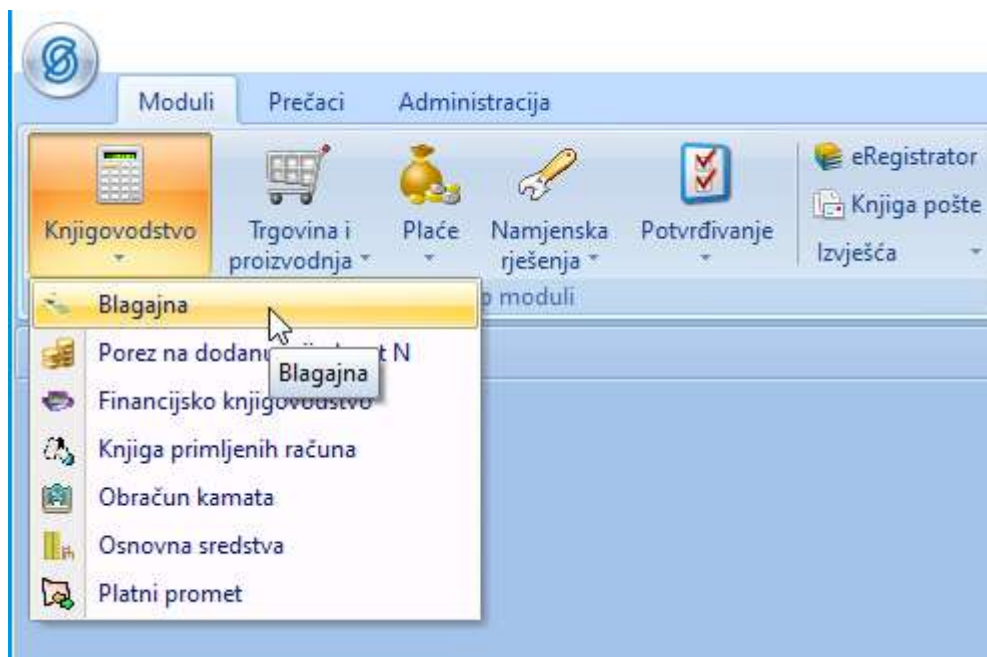 Moduli Prečaci Administracija
Knjigovodstvo
Trgovina i
proizvodnja
Plaće
Namjenska
rješenja
Potvrđivanje
eRegistrator
Knjiga pošte
Izvješća
moduli
Blagajna
Porez na N
Blagajna
Financijsko knjigovodstvo
Knjiga primljenih računa
Obračun kamata
Osnovna sredstva
Platni promet